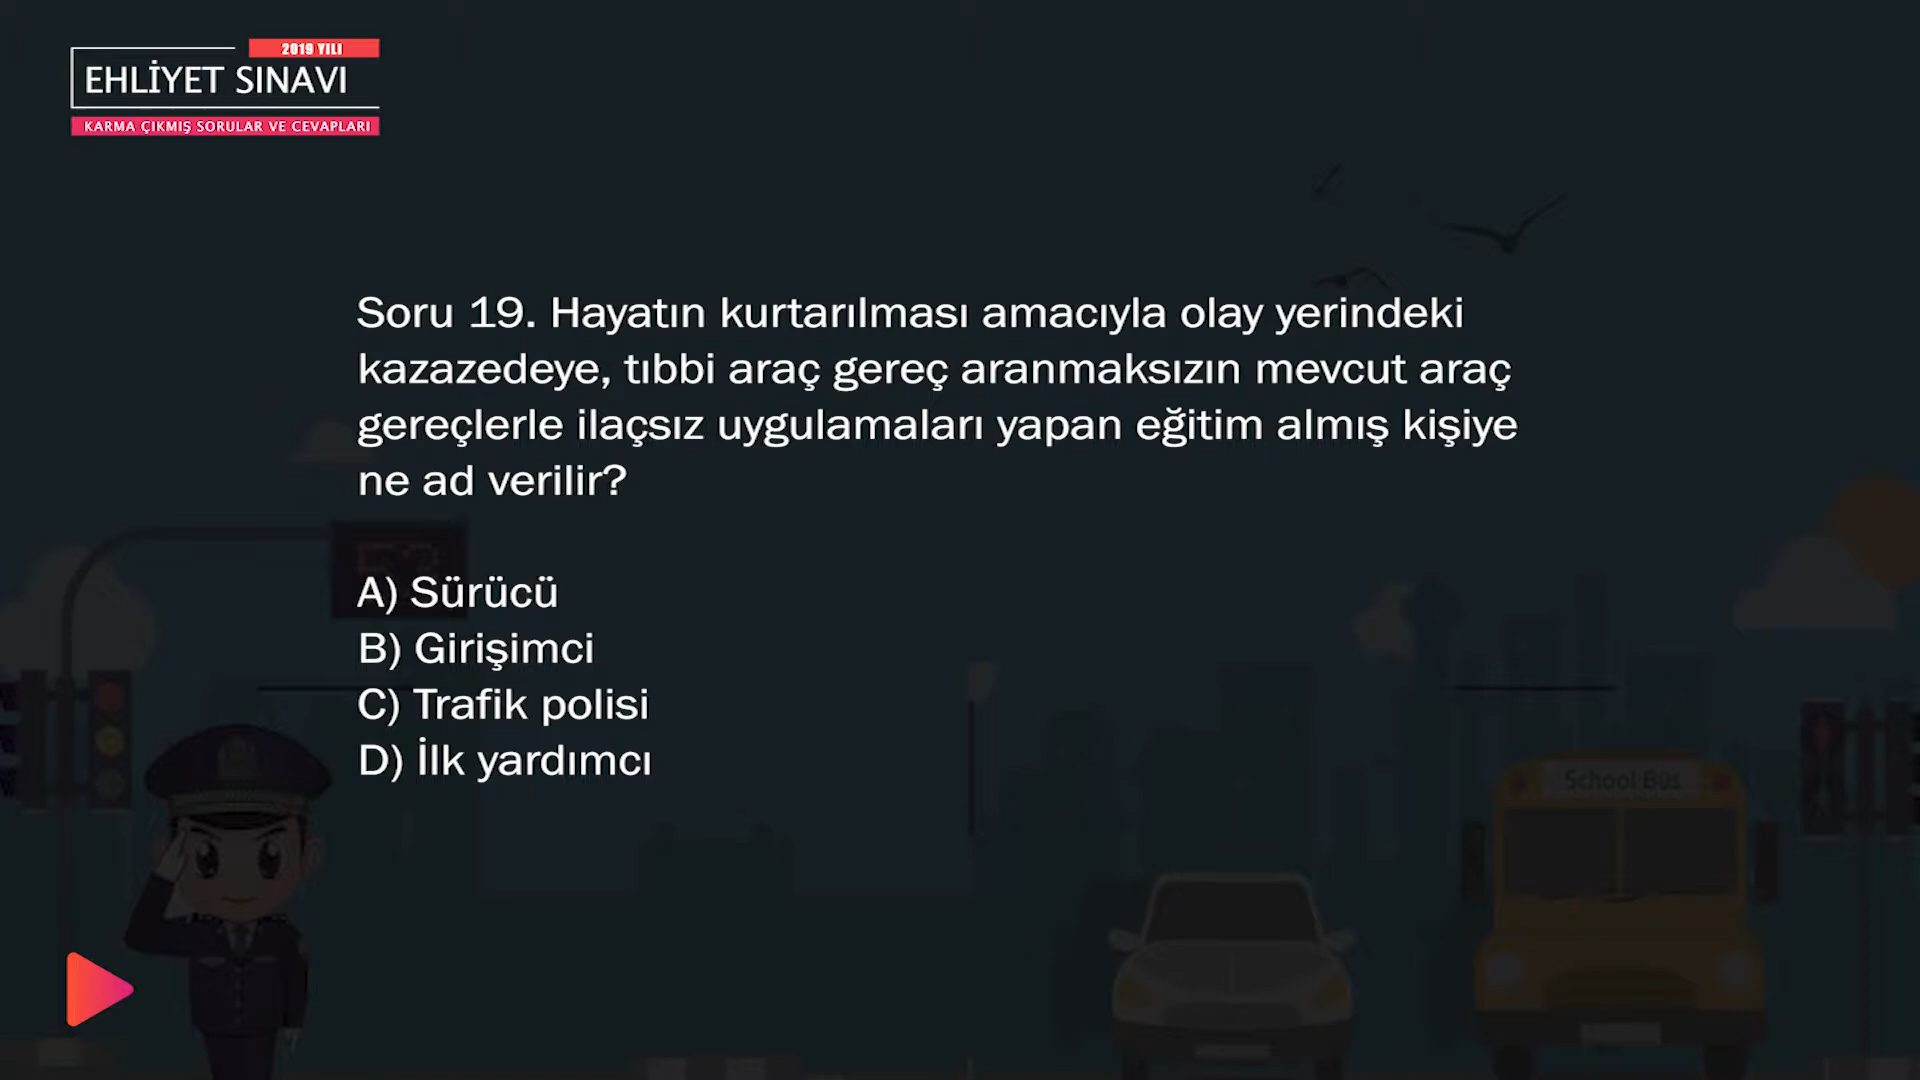 2019 YILI
EHLİYET SINAVI
KARMA ÇIKMIŞ SORULAR VE CEVAPLARI
Soru 19. Hayatın kurtarılması amacıyla olay yerindeki
kazazedeye, tıbbi araç gereç aranmaksızın mevcut araç
gereçlerle ilaçsız uygulamaları yapan eğitim almış kişiye
ne ad verilir?
A) Sürücü
B) Girişimci
C) Trafik polisi
D) İlk yardımcı
School Bus